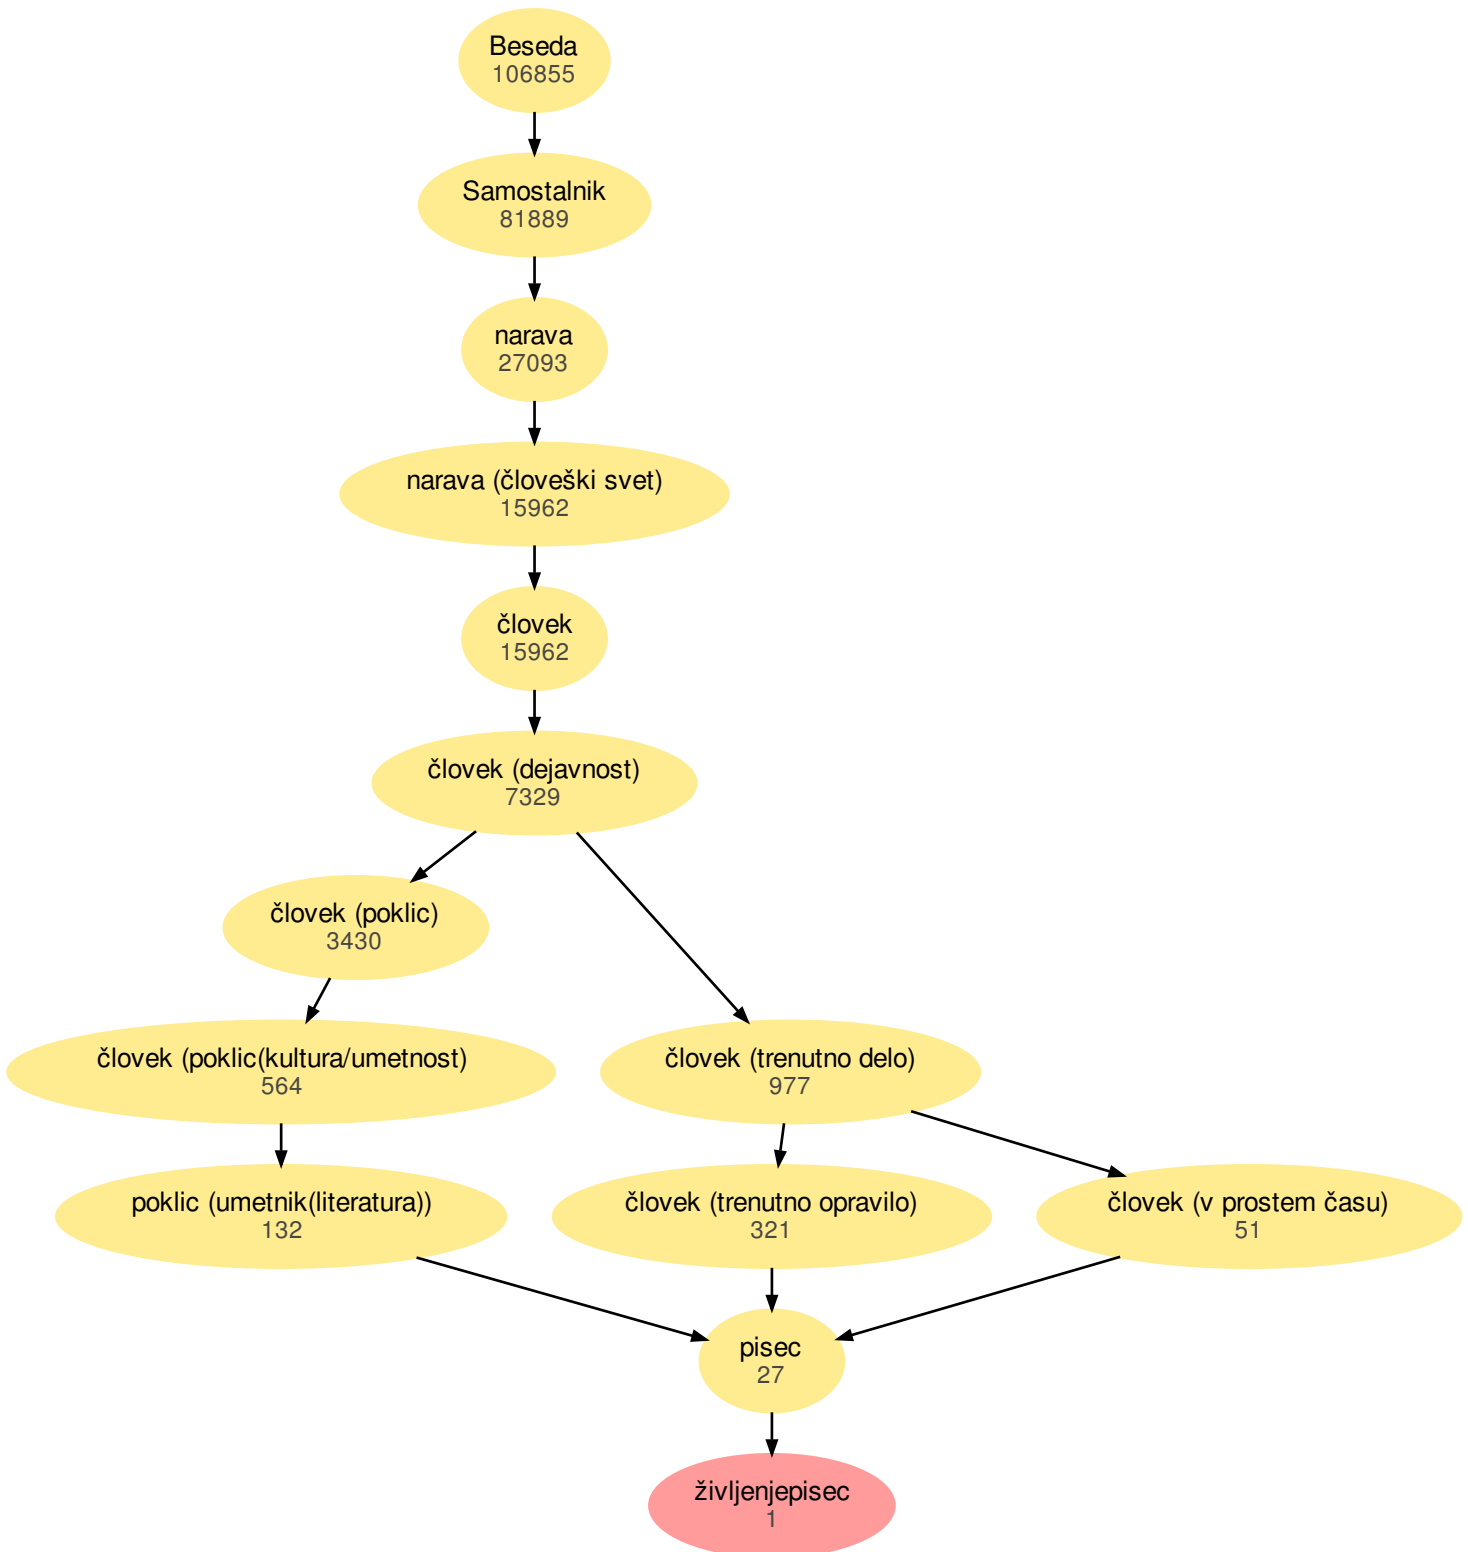 Beseda
106855
Samostalnik
81889
narava
27093
narava (človeški svet)
15962
človek
15962
človek (dejavnost)
7329
človek (poklic)
3430
človek (poklic(kultura/umetnost)
564
človek (trenutno delo)
977
poklic (umetnik(literatura))
132
človek (trenutno opravilo)
321
človek (v prostem času)
51
pisec
27
življenjepisec
1